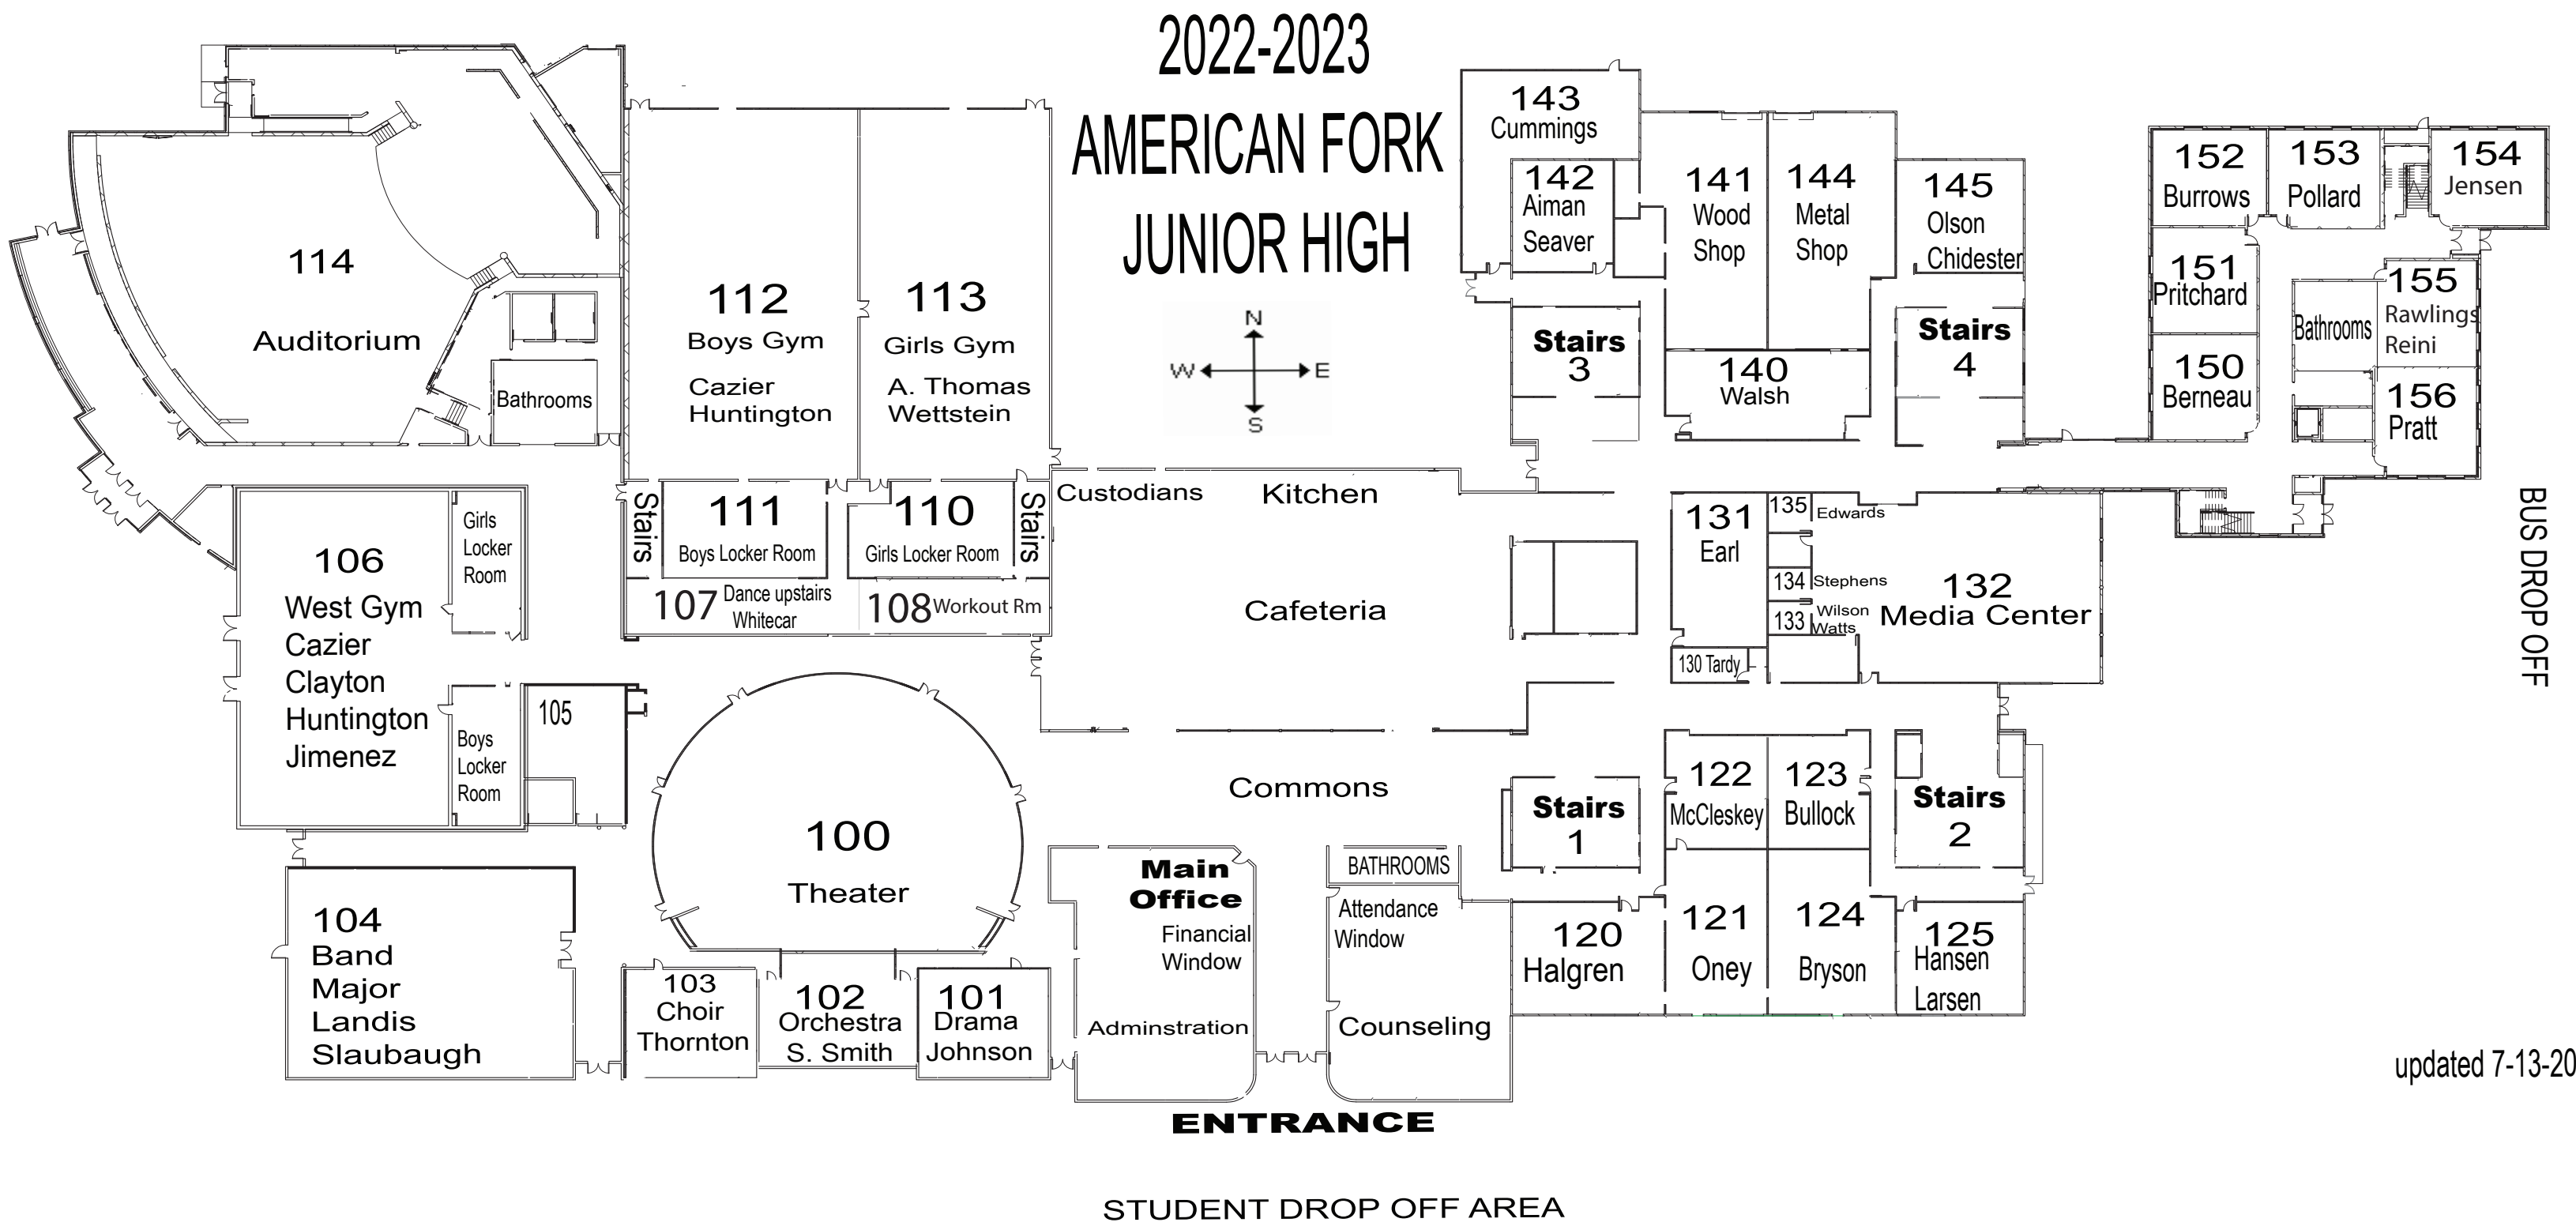 2022-2023
AMERICAN FORK
JUNIOR HIGH
N
W E
S
114
Auditorium
Bathrooms
112
Boys Gym
Cazier
Huntington
113
Girls Gym
A. Thomas
Wettstein
143
Cummings
142
Aiman
Seaver
141
Wood
Shop
144
Metal
Shop
145
Olson
Chidester
152
Burrows
153
Pollard
154
Jensen
151
Pritchard
155
Rawlings
Reini
Bathrooms
150
Berneau
156
Pratt
Stairs
3
140
Walsh
Stairs
4
106
West Gym
Cazier
Clayton
Huntington
Jimenez
Girls
Locker
Room
Boys
Locker
Room
105
Stairs
111
Boys Locker Room
110
Girls Locker Room
Stairs
107 Dance upstairs
Whitecar
108 Workout Rm
Custodians
Kitchen
Cafeteria
Commons
131
Earl
135 Edwards
134 Stephens
133 Wilson
Watts
130 Tardy
132
Media Center
BUS DROP OFF
100
Theater
104
Band
Major
Landis
Slaubaugh
103
Choir
Thornton
102
Orchestra
S. Smith
101
Drama
Johnson
Main
Office
Financial
Window
Adminstration
BATHROOMS
Attendance
Window
Counseling
Stairs
1
122
McCleskey
123
Bullock
Stairs
2
120
Halgren
121
Oney
124
Bryson
125
Hansen
Larsen
updated 7-13-20
ENTRANCE
STUDENT DROP OFF AREA